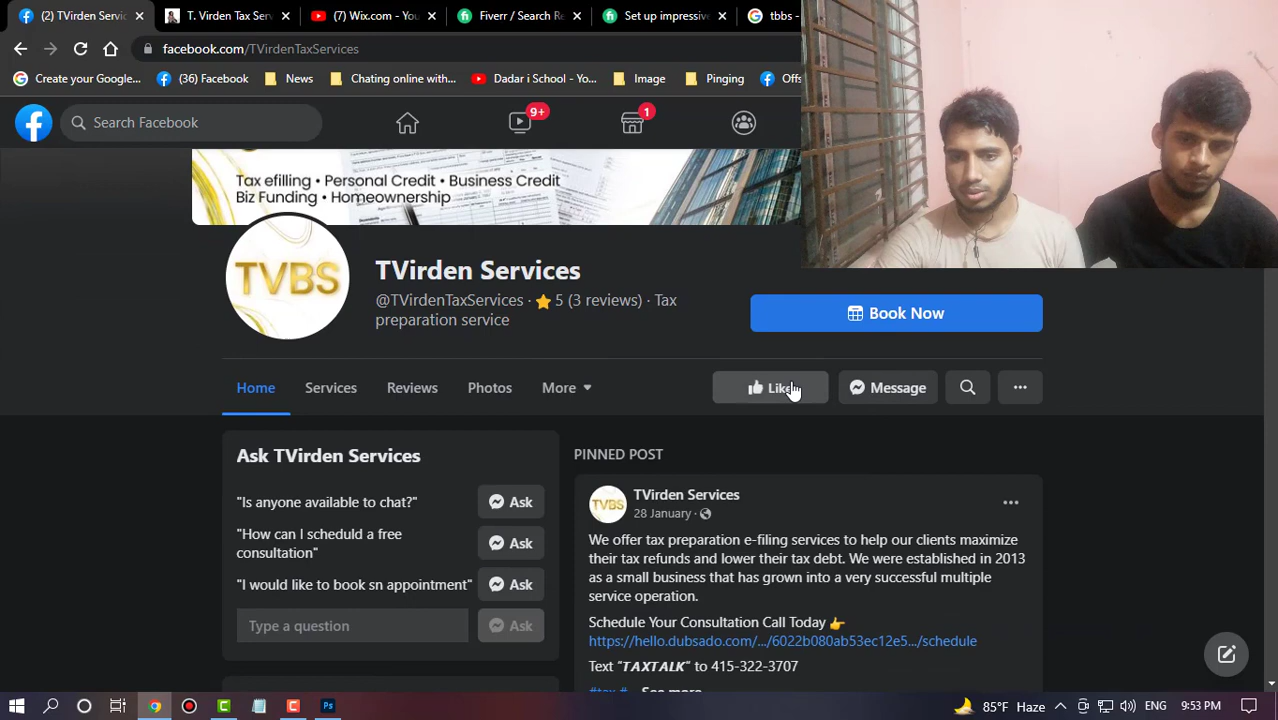 (2) TVirden Servic
T. Virden Tax Ser
(7) Wix.com - You
Fiverr / Search Re
Set up impressiv
tbbs -
facebook.com/TVirdenTaxServices
Create your Google...
(36) Facebook
News
Chating online with...
Dadar i School - Yo...
Image
Pinging
Offs
Search Facebook
9+
1
Tax efilling • Personal Credit • Business Credit
Biz Funding • Homeownership
TVBS
TVirden Services
@TVirdenTaxServices · 5 (3 reviews) · Tax
preparation service
Book Now
Home
Services
Reviews
Photos
More
Like
Message
Ask TVirden Services
"Is anyone available to chat?"
Ask
"How can I scheduld a free
consultation"
Ask
"I would like to book sn appointment"
Ask
Type a question
Ask
PINNED POST
TVBS
TVirden Services
28 January ·
We offer tax preparation e-filing services to help our clients maximize
their tax refunds and lower their tax debt. We were established in 2013
as a small business that has grown into a very successful multiple
service operation.
Schedule Your Consultation Call Today 👉
https://hello.dubsado.com/.../6022b080ab53ec12e5.../schedule
Text "TAXTALK" to 415-322-3707
#tax # See more
85°F Haze
ENG
9:53 PM